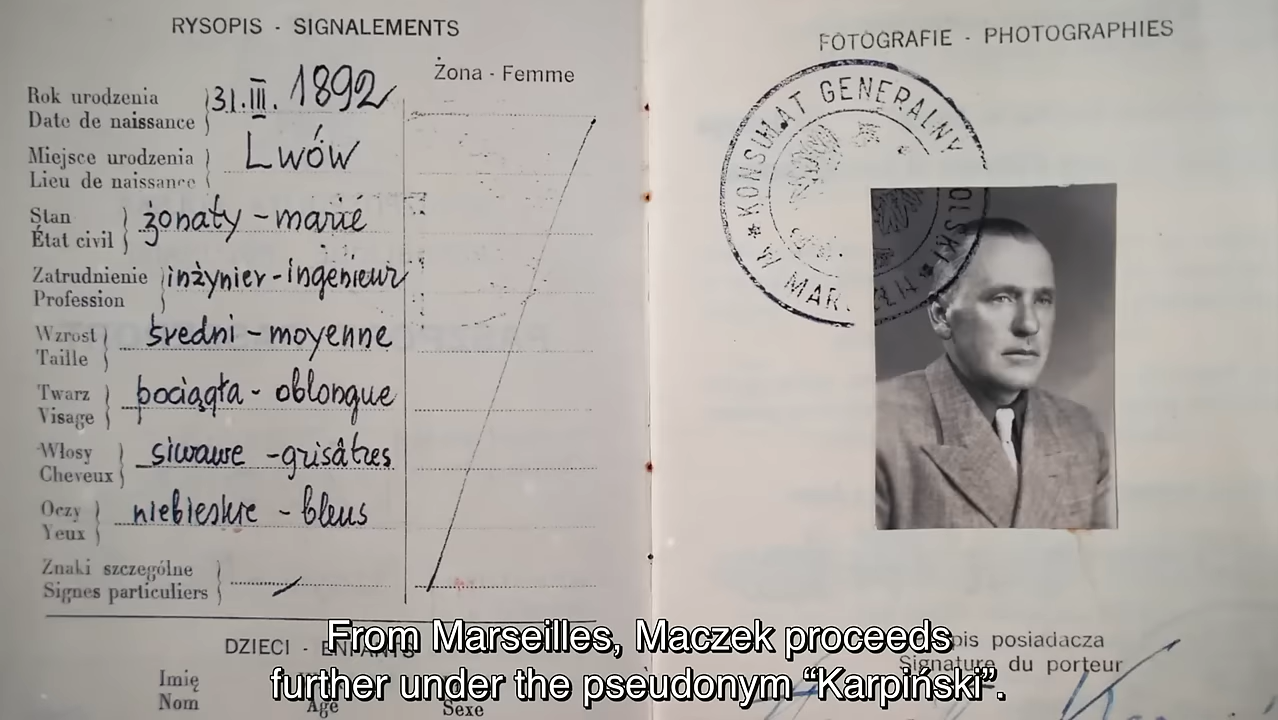 RYSOPIS - SIGNALEMENTS
Żona - Femme
Rok urodzenia
Date de naissance
31.III. 1892
Miejsce urodzenia
Lieu de naissance
Lwów
Stan
État civil
żonaty - marié
Zatrudnienie
Profession
inżynier - ingénieur
Wzrost
Taille
średni - moyenne
Twarz
Visage
pociągła - oblongue
Włosy
Cheveux
siwawe - grisâtres
Oczy
Yeux
niebieskie - bleus
Znaki szczególne
Signes particuliers
DZIECI - ENFANTS
Imię
Nom
Age
Sexe
FOTOGRAFIE - PHOTOGRAPHIES
KONSULAT GENERALNY
posiadacza
Signature du porteur
From Marseilles, Maczek proceeds
further under the pseudonym “Karpiński”.